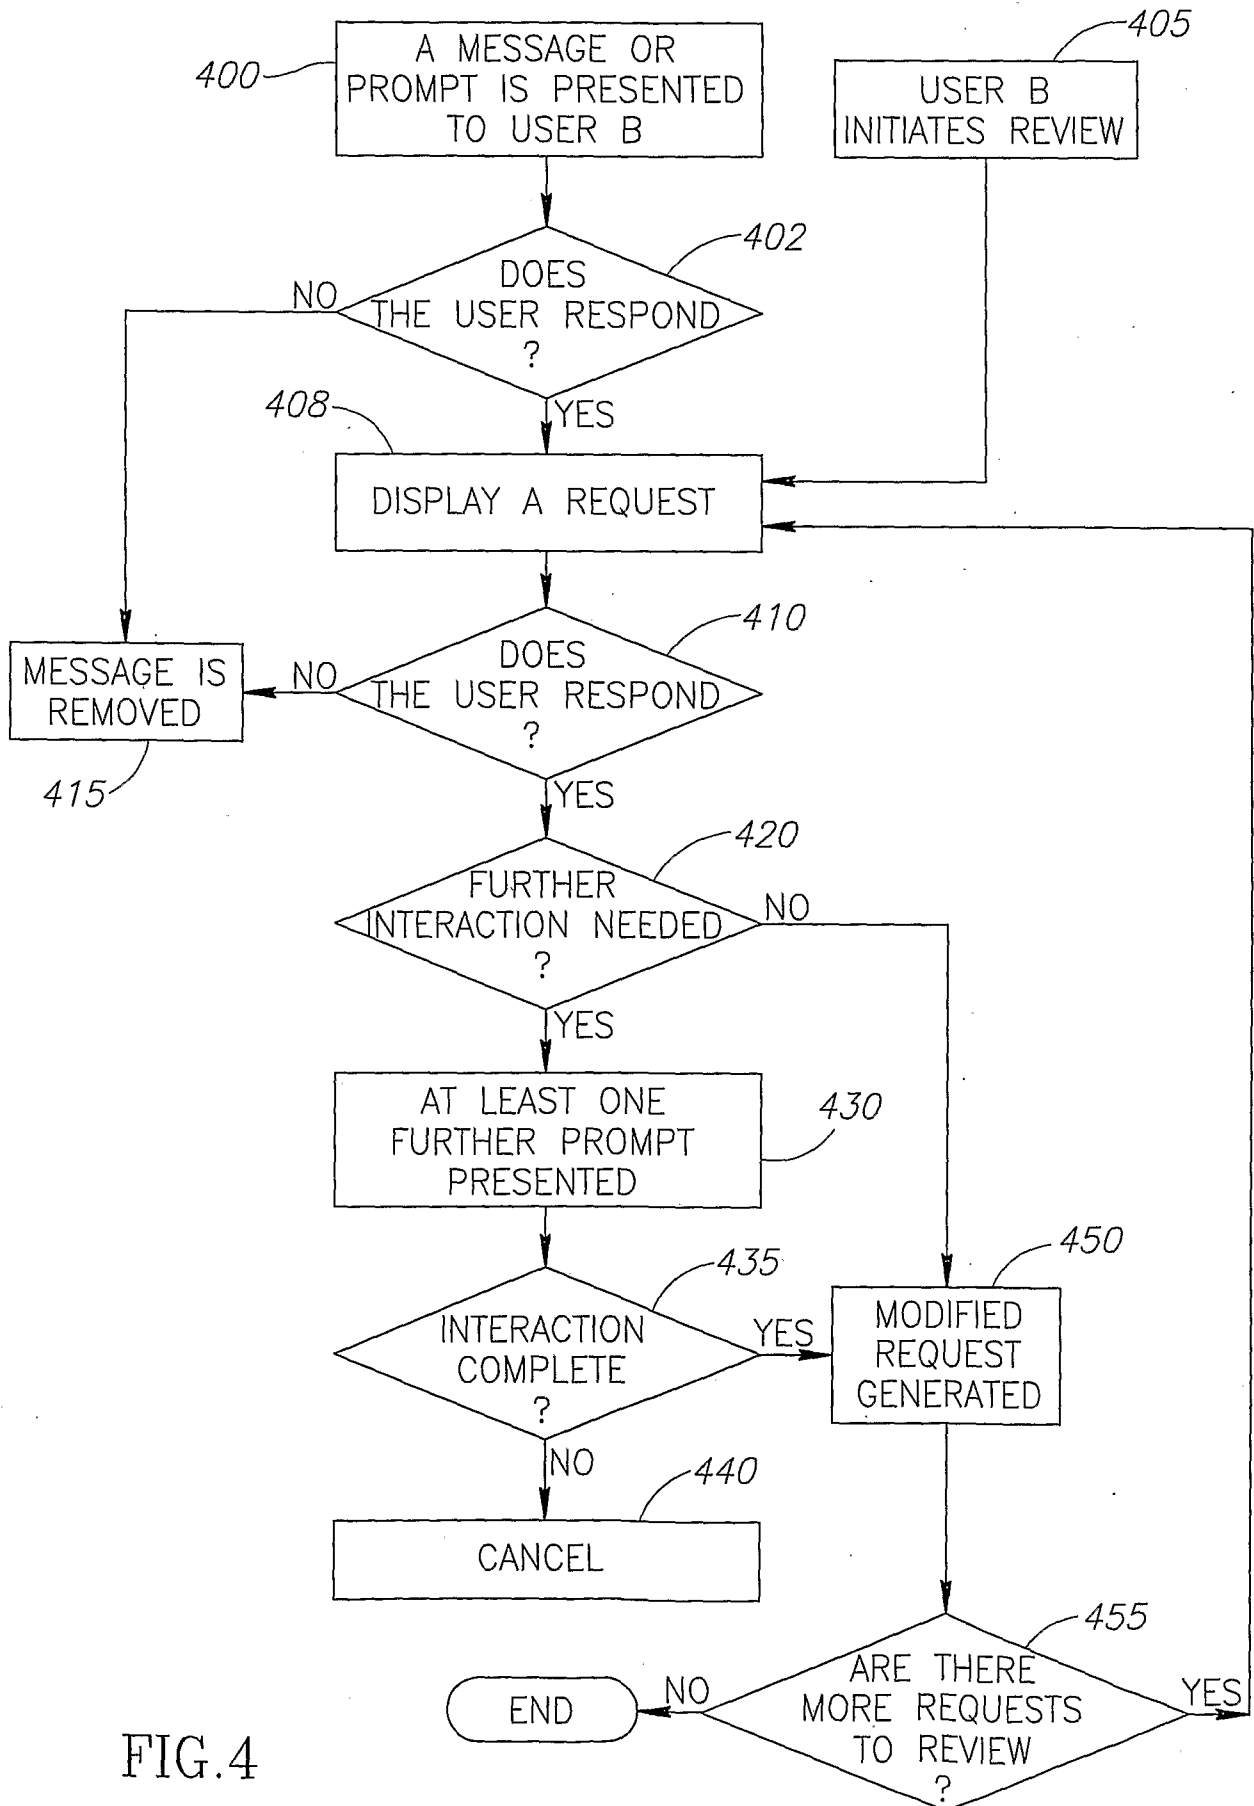 405
400
A MESSAGE OR
PROMPT IS PRESENTED
TO USER B
USER B
INITIATES REVIEW
402
DOES
THE USER RESPOND
?
NO
YES
408
DISPLAY A REQUEST
410
DOES
THE USER RESPOND
?
NO
MESSAGE IS
REMOVED
415
YES
420
FURTHER
INTERACTION NEEDED
?
NO
YES
AT LEAST ONE
FURTHER PROMPT
PRESENTED
430
435
INTERACTION
COMPLETE
?
YES
450
MODIFIED
REQUEST
GENERATED
NO
440
CANCEL
455
ARE THERE
MORE REQUESTS
TO REVIEW
?
NO
YES
END
FIG.4